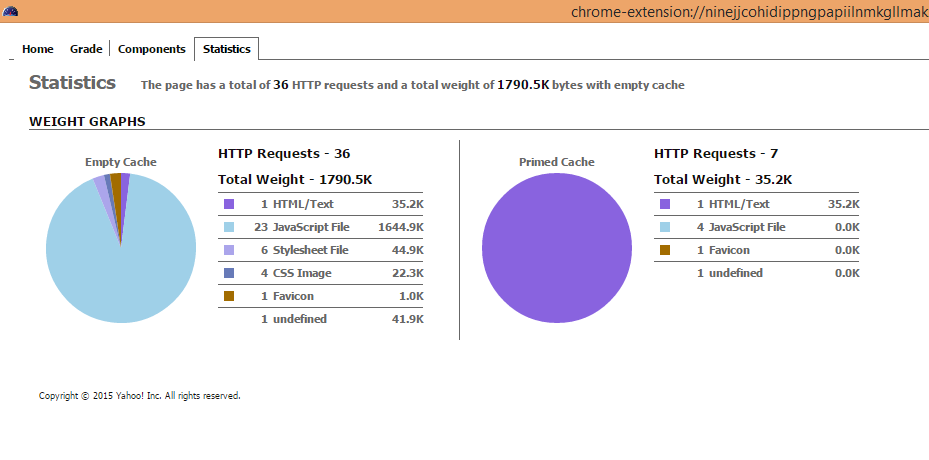 chrome-extension://ninejjcohidippngpapiilnmkgllmak
Home Grade Components Statistics
Statistics The page has a total of 36 HTTP requests and a total weight of 1790.5K bytes with empty cache
WEIGHT GRAPHS
Empty Cache
HTTP Requests - 36
Total Weight - 1790.5K
1 HTML/Text 35.2K
23 JavaScript File 1644.9K
6 Stylesheet File 44.9K
4 CSS Image 22.3K
1 Favicon 1.0K
1 undefined 41.9K
Primed Cache
HTTP Requests - 7
Total Weight - 35.2K
1 HTML/Text 35.2K
4 JavaScript File 0.0K
1 Favicon 0.0K
1 undefined 0.0K
Copyright © 2015 Yahoo! Inc. All rights reserved.